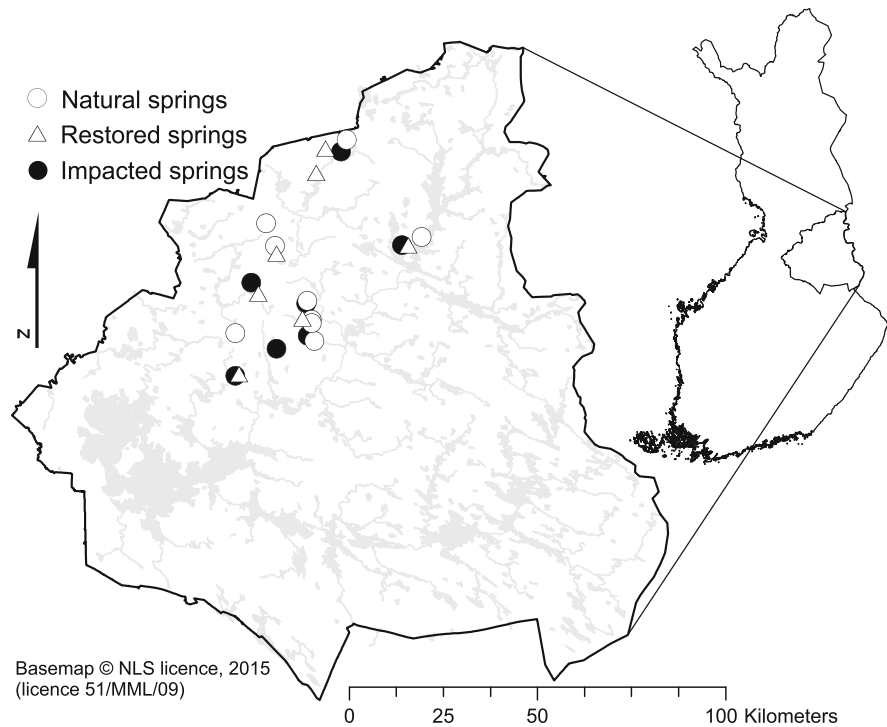 Natural springs
Restored springs
Impacted springs
N
Basemap © NLS licence, 2015
(licence 51/MML/09)
0 25 50 100 Kilometers